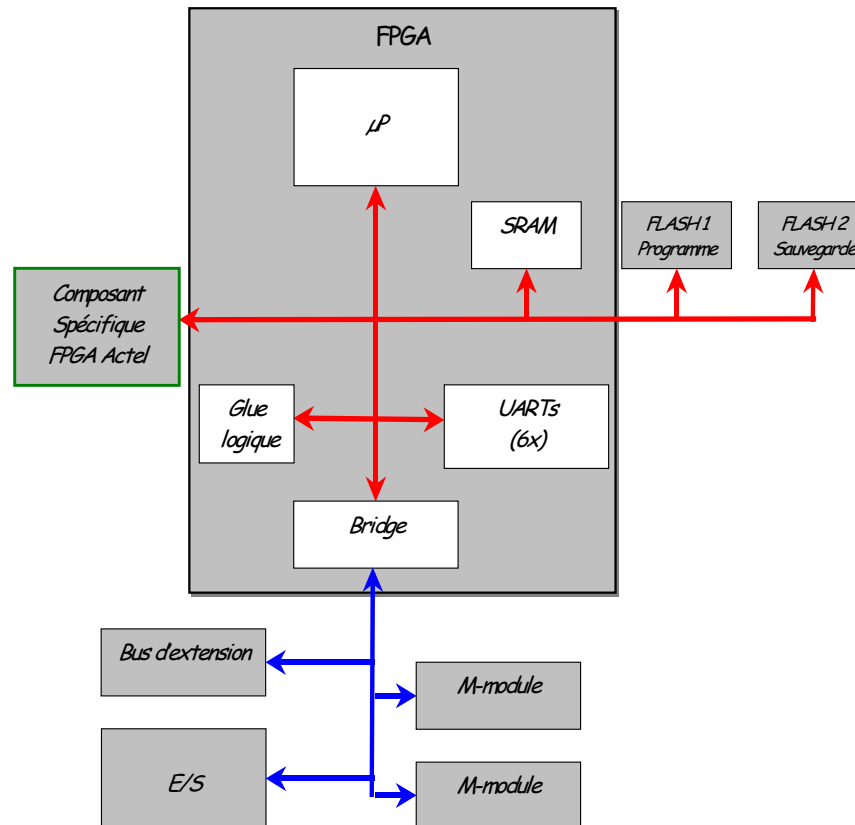 FPGA
µP
SRAM
FLASH 1
Programme
FLASH 2
Sauvegarde
Composant
Spécifique
FPGA Actel
Glue
logique
UARTs
(6x)
Bridge
Bus d'extension
M-module
E/S
M-module